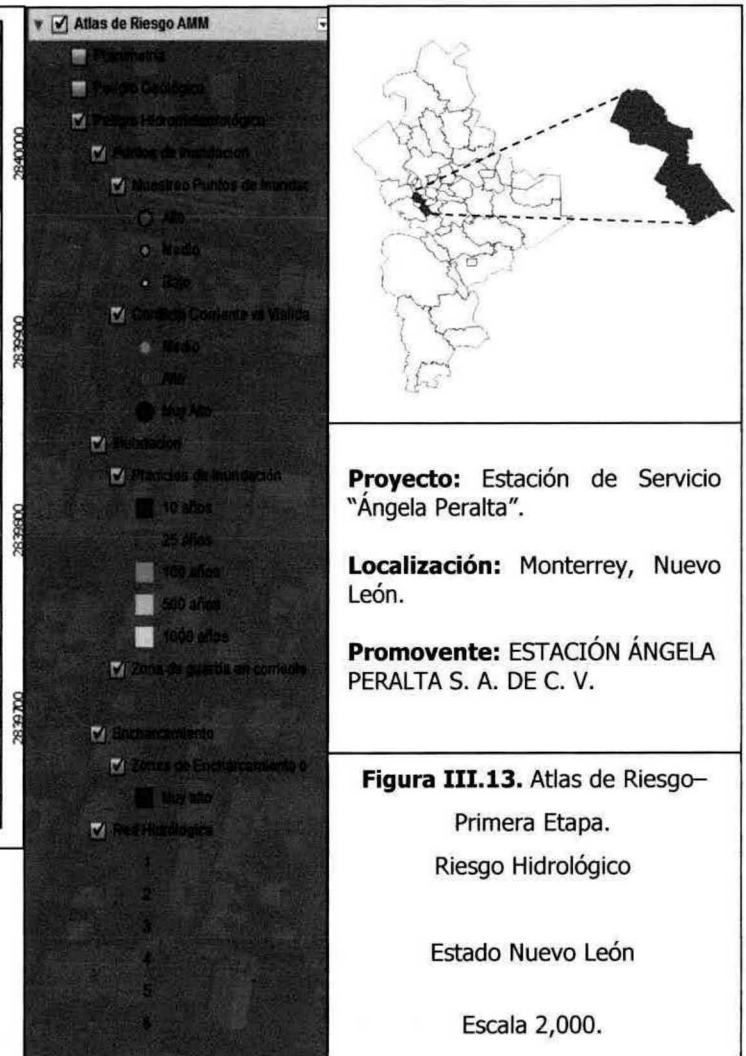 Atlas de Riesgo AMM
Planimetría
Peligro Geológico
Peligro Hidrometeorológico
Puntos de Inundacion
Muestreo Puntos de Inundac
Alto
Medio
Bajo
Conflicto Corriente vs Vialida
Medio
Alto
Muy Alto
Inundacion
Planicies de Inundación
10 años
25 años
100 años
500 años
1000 años
Zona de guarda en corriente
Encharcamiento
Zonas de Encharcamiento o
Muy alto
Red Hidrológica
1
2
3
4
5
6
2840000
2839900
2839800
2839700
Proyecto: Estación de Servicio
"Ángela Peralta".
Localización: Monterrey, Nuevo
León.
Promovente: ESTACIÓN ÁNGELA
PERALTA S. A. DE C. V.
Figura III.13. Atlas de Riesgo–
Primera Etapa.
Riesgo Hidrológico
Estado Nuevo León
Escala 2,000.